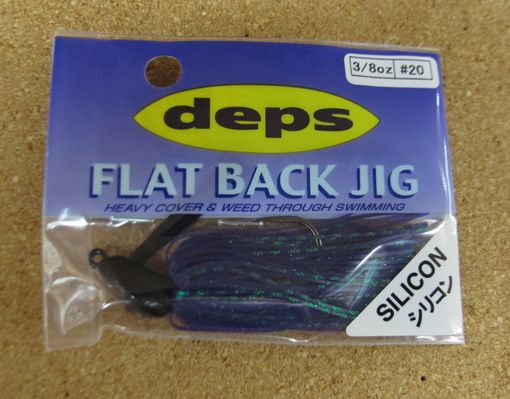 3/8oz #20
deps
FLAT BACK JIG
HEAVY COVER & WEED THROUGH SWIMMING
SILICON
シリコン